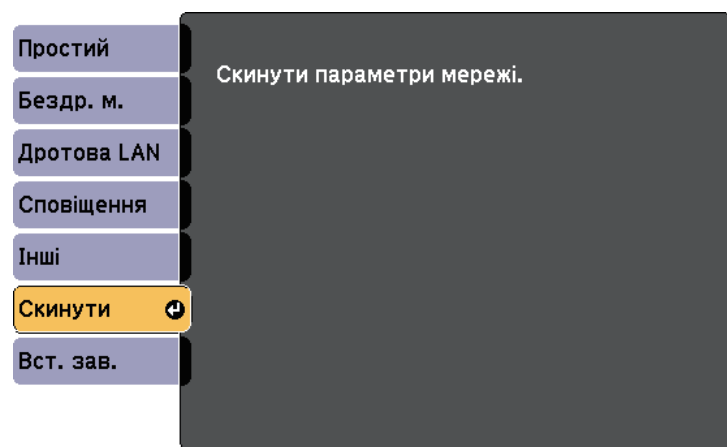 Простий
Бездр. м.
Дротова LAN
Сповіщення
Інші
Скинути
Вст. зав.
Скинути параметри мережі.